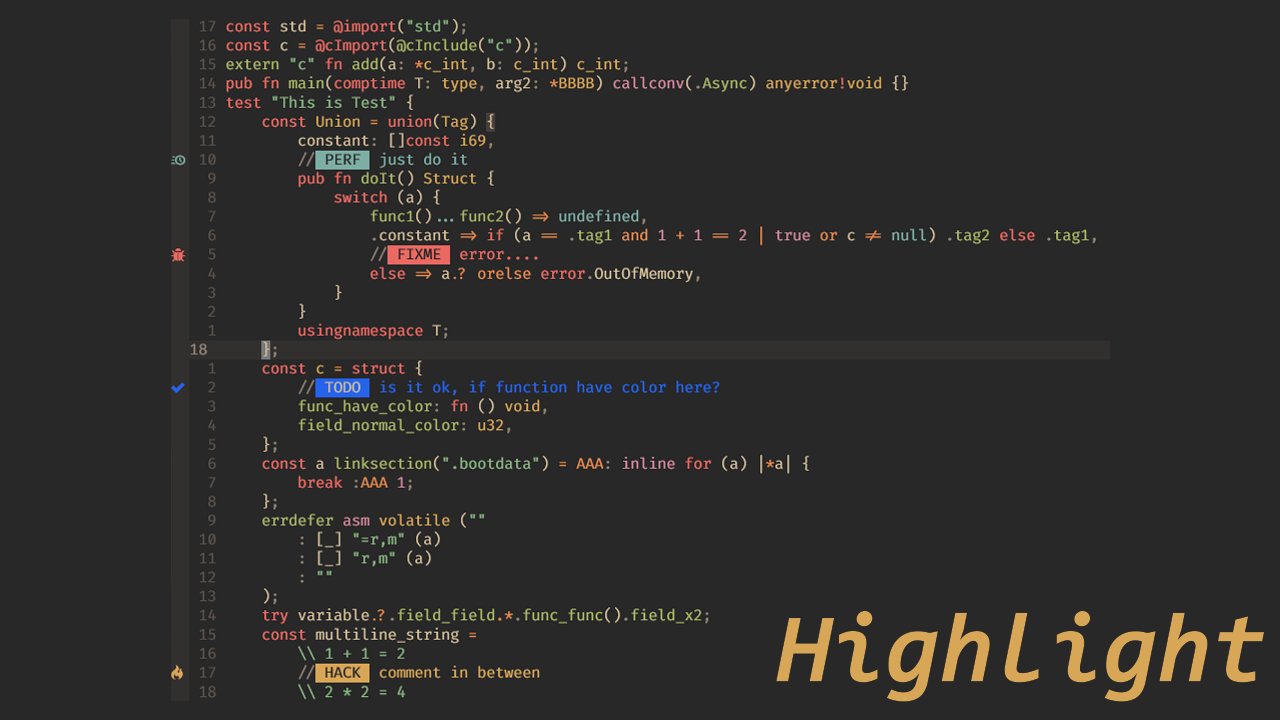 17 const std = @import("std");
16 const c = @cImport(@cInclude("c"));
15 extern "c" fn add(a: *c_int, b: c_int) c_int;
14 pub fn main(comptime T: type, arg2: *BBBB) callconv(.Async) anyerror!void {}
13 test "This is Test" {
12     const Union = union(Tag) {
11         constant: []const i69,
10         // PERF just do it
9         pub fn doIt() Struct {
8             switch (a) {
7                 func1()...func2() => undefined,
6                 .constant => if (a == .tag1 and 1 + 1 == 2 | true or c != null) .tag2 else .tag1,
5                 // FIXME error....
4                 else => a.? orelse error.OutOfMemory,
3             }
2         }
1         usingnamespace T;
18     };
1     const c = struct {
2         // TODO is it ok, if function have color here?
3         func_have_color: fn () void,
4         field_normal_color: u32,
5     };
6     const a linksection(".bootdata") = AAA: inline for (a) |*a| {
7         break :AAA 1;
8     };
9     errdefer asm volatile (""
10         : [_] "=r,m" (a)
11         : [_] "r,m" (a)
12         : ""
13     );
14     try variable.?.field_field.*.func_func().field_x2;
15     const multiline_string =
16         \\ 1 + 1 = 2
17         // HACK comment in between
18         \\ 2 * 2 = 4
Highlight